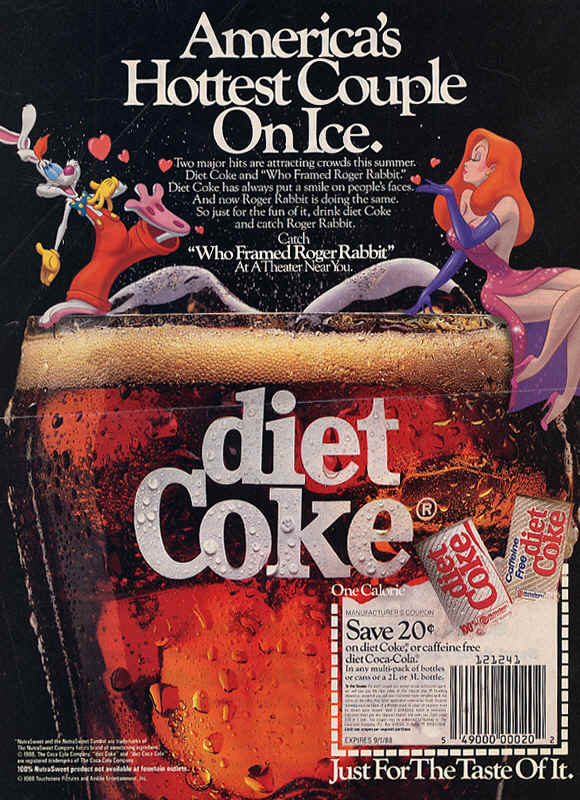 America's
Hottest Couple
On Ice.
Two major hits are attracting crowds this summer.
Diet Coke and "Who Framed Roger Rabbit."
Diet Coke has always put a smile on people's faces.
And now Roger Rabbit is doing the same.
So just for the fun of it, drink diet Coke
and catch Roger Rabbit.
Catch
"Who Framed Roger Rabbit"
At A Theater Near You.
diet
Coke®
One Calorie
diet
Coke
100%
Caffeine
Free
diet
Coke
MANUFACTURER'S COUPON
Save 20¢
on diet Coke®, or caffeine free
diet Coca-Cola®
In any multi-pack of bottles
or cans or a 2L or 3L bottle.
EXPIRES 9/1/88
121241
5 49000 00020 2
"NutraSweet and the NutraSweet Symbol are trademarks of
The NutraSweet Company for its brand of sweetening ingredient.
© 1988, The Coca-Cola Company. "diet Coke" and "diet Coca-Cola"
are registered trademarks of The Coca-Cola Company.
100% NutraSweet product not available at fountain outlets.
© 1988 Touchstone Pictures and Amblin Entertainment, Inc.
Just For The Taste Of It.